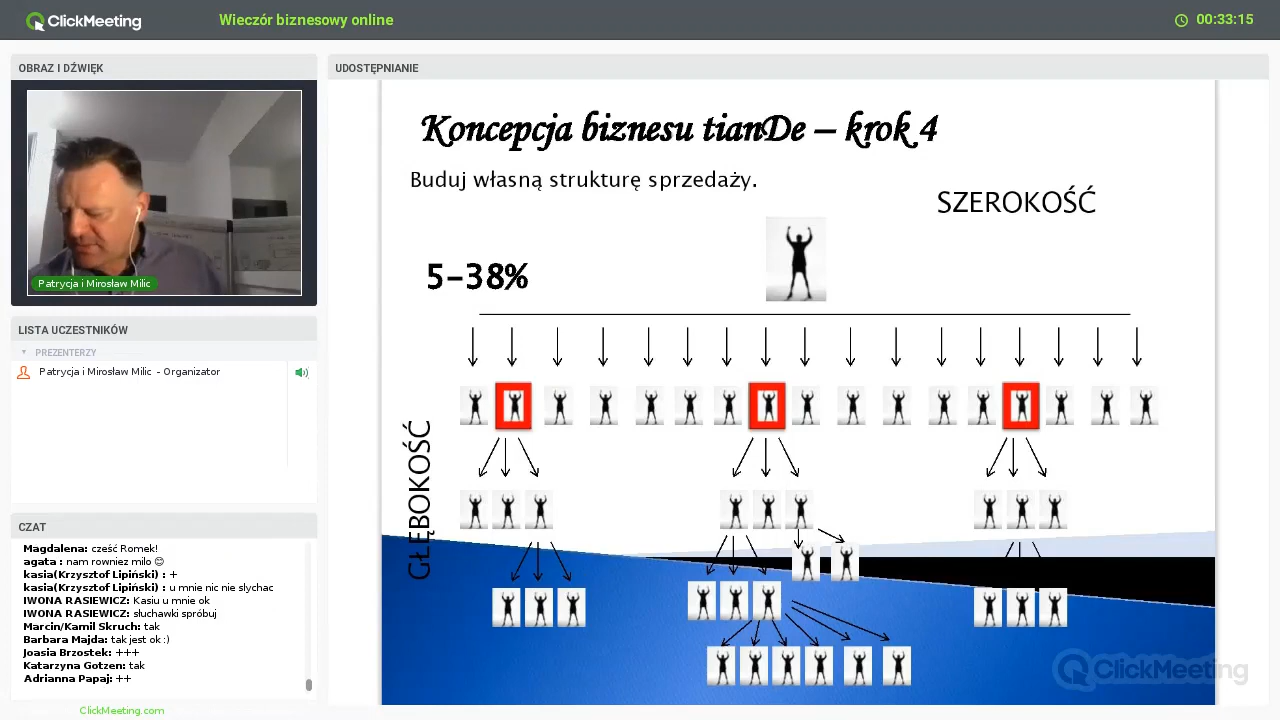 ClickMeeting
Wieczór biznesowy online
00:33:15
OBRAZ I DŹWIĘK
Patrycja i Mirosław Milic
LISTA UCZESTNIKÓW
PREZENTERZY
Patrycja i Mirosław Milic - Organizator
CZAT
Magdalena: cześć Romek!
agata : nam rowniez milo
kasia(Krzysztof Lipiński) : +
kasia(Krzysztof Lipiński) : u mnie nic nie slychac
IWONA RASIEWICZ: Kasiu u mnie ok
IWONA RASIEWICZ: słuchawki spróbuj
Marcin/Kamil Skruch: tak
Barbara Majda: tak jest ok :)
Joasia Brzostek: +++
Katarzyna Gotzen: tak
Adrianna Papaj: ++
ClickMeeting.com
UDOSTĘPNIANIE
Koncepcja biznesu tianDe – krok 4
Buduj własną strukturę sprzedaży.
SZEROKOŚĆ
5-38%
GŁĘBOKOŚĆ
ClickMeeting